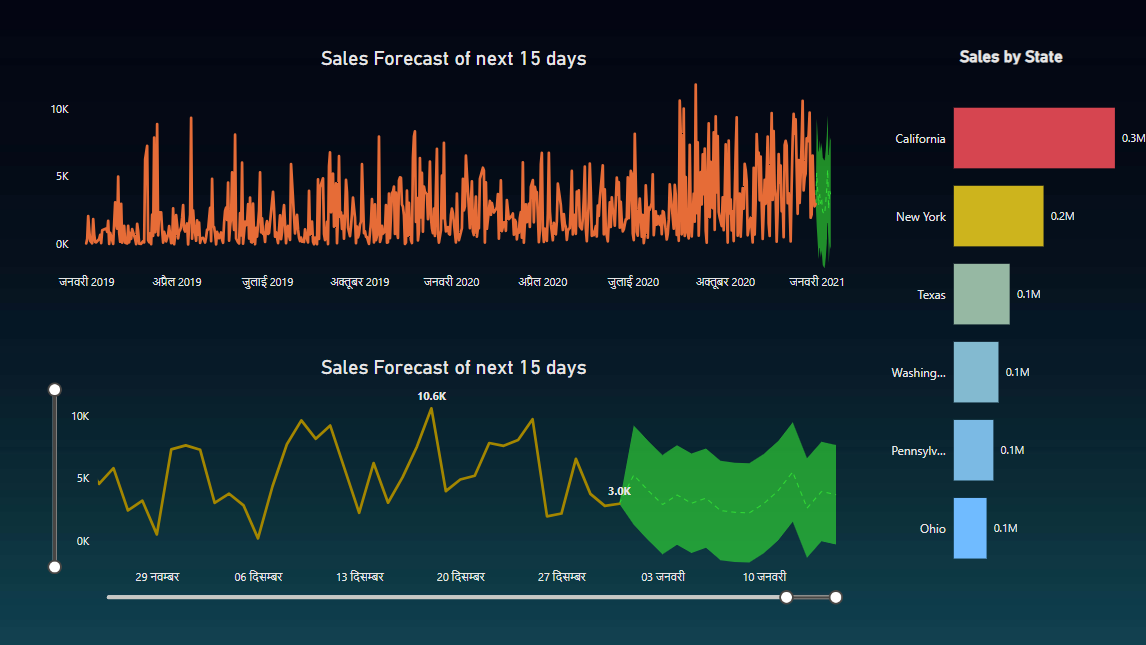 Sales Forecast of next 15 days
10K
5K
0K
जनवरी 2019 अप्रैल 2019 जुलाई 2019 अक्तूबर 2019 जनवरी 2020 अप्रैल 2020 जुलाई 2020 अक्तूबर 2020 जनवरी 2021
Sales Forecast of next 15 days
10.6K
10K
5K
3.0K
0K
29 नवम्बर 06 दिसम्बर 13 दिसम्बर 20 दिसम्बर 27 दिसम्बर 03 जनवरी 10 जनवरी
Sales by State
California 0.3M
New York 0.2M
Texas 0.1M
Washing... 0.1M
Pennsylv... 0.1M
Ohio 0.1M